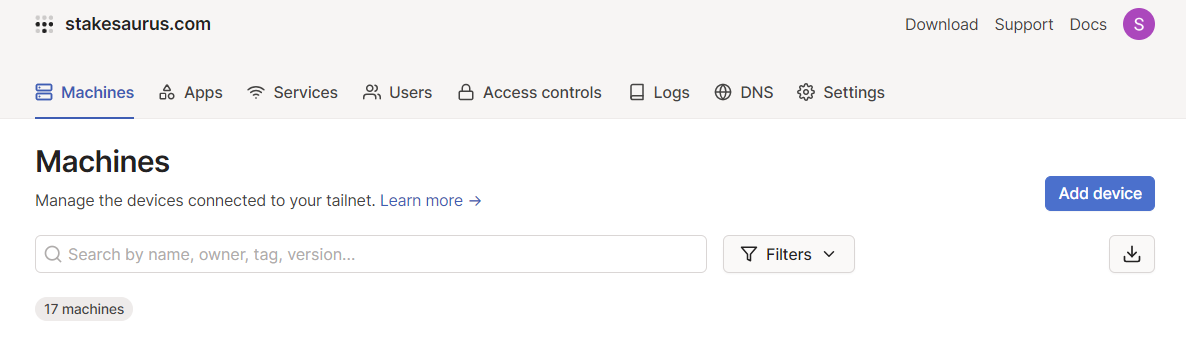 stakesaurus.com
Download Support Docs S
Machines Apps Services Users Access controls Logs DNS Settings
Machines
Manage the devices connected to your tailnet. Learn more →
Add device
Search by name, owner, tag, version...
Filters
17 machines